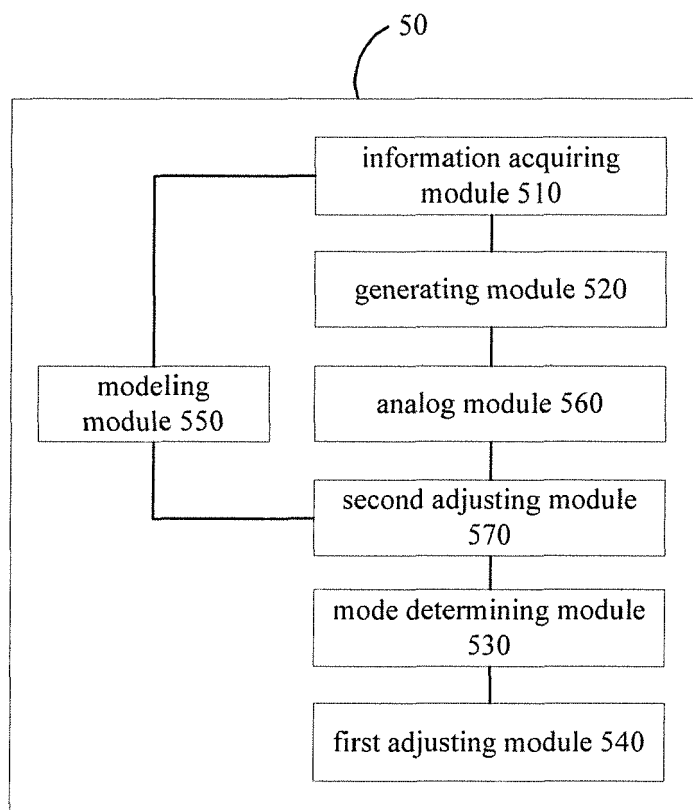 50
information acquiring
module 510
generating module 520
modeling
module 550
analog module 560
second adjusting module
570
mode determining module
530
first adjusting module 540